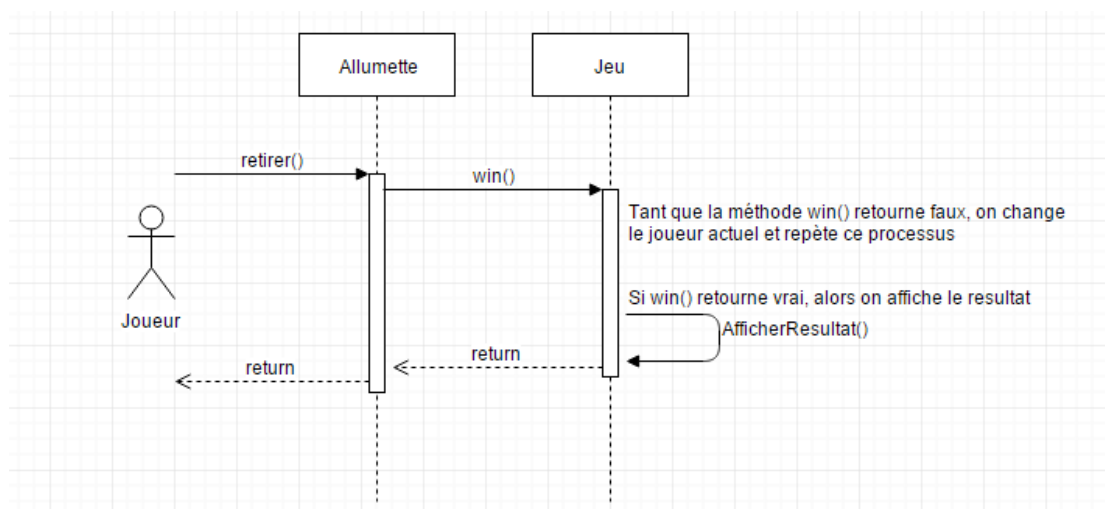 Allumette
Jeu
retirer()
win()
Tant que la méthode win() retourne faux, on change
le joueur actuel et repète ce processus
Si win() retourne vrai, alors on affiche le resultat
AfficherResultat()
Joueur
return
return